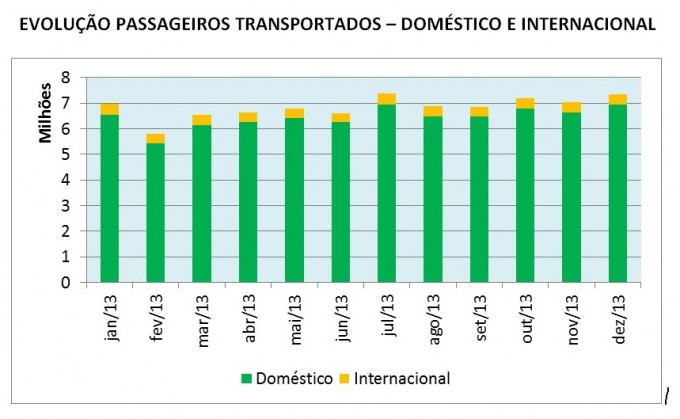 EVOLUÇÃO PASSAGEIROS TRANSPORTADOS – DOMÉSTICO E INTERNACIONAL
Milhões
8
7
6
5
4
3
2
1
0
jan/13 fev/13 mar/13 abr/13 mai/13 jun/13 jul/13 ago/13 set/13 out/13 nov/13 dez/13
Doméstico Internacional